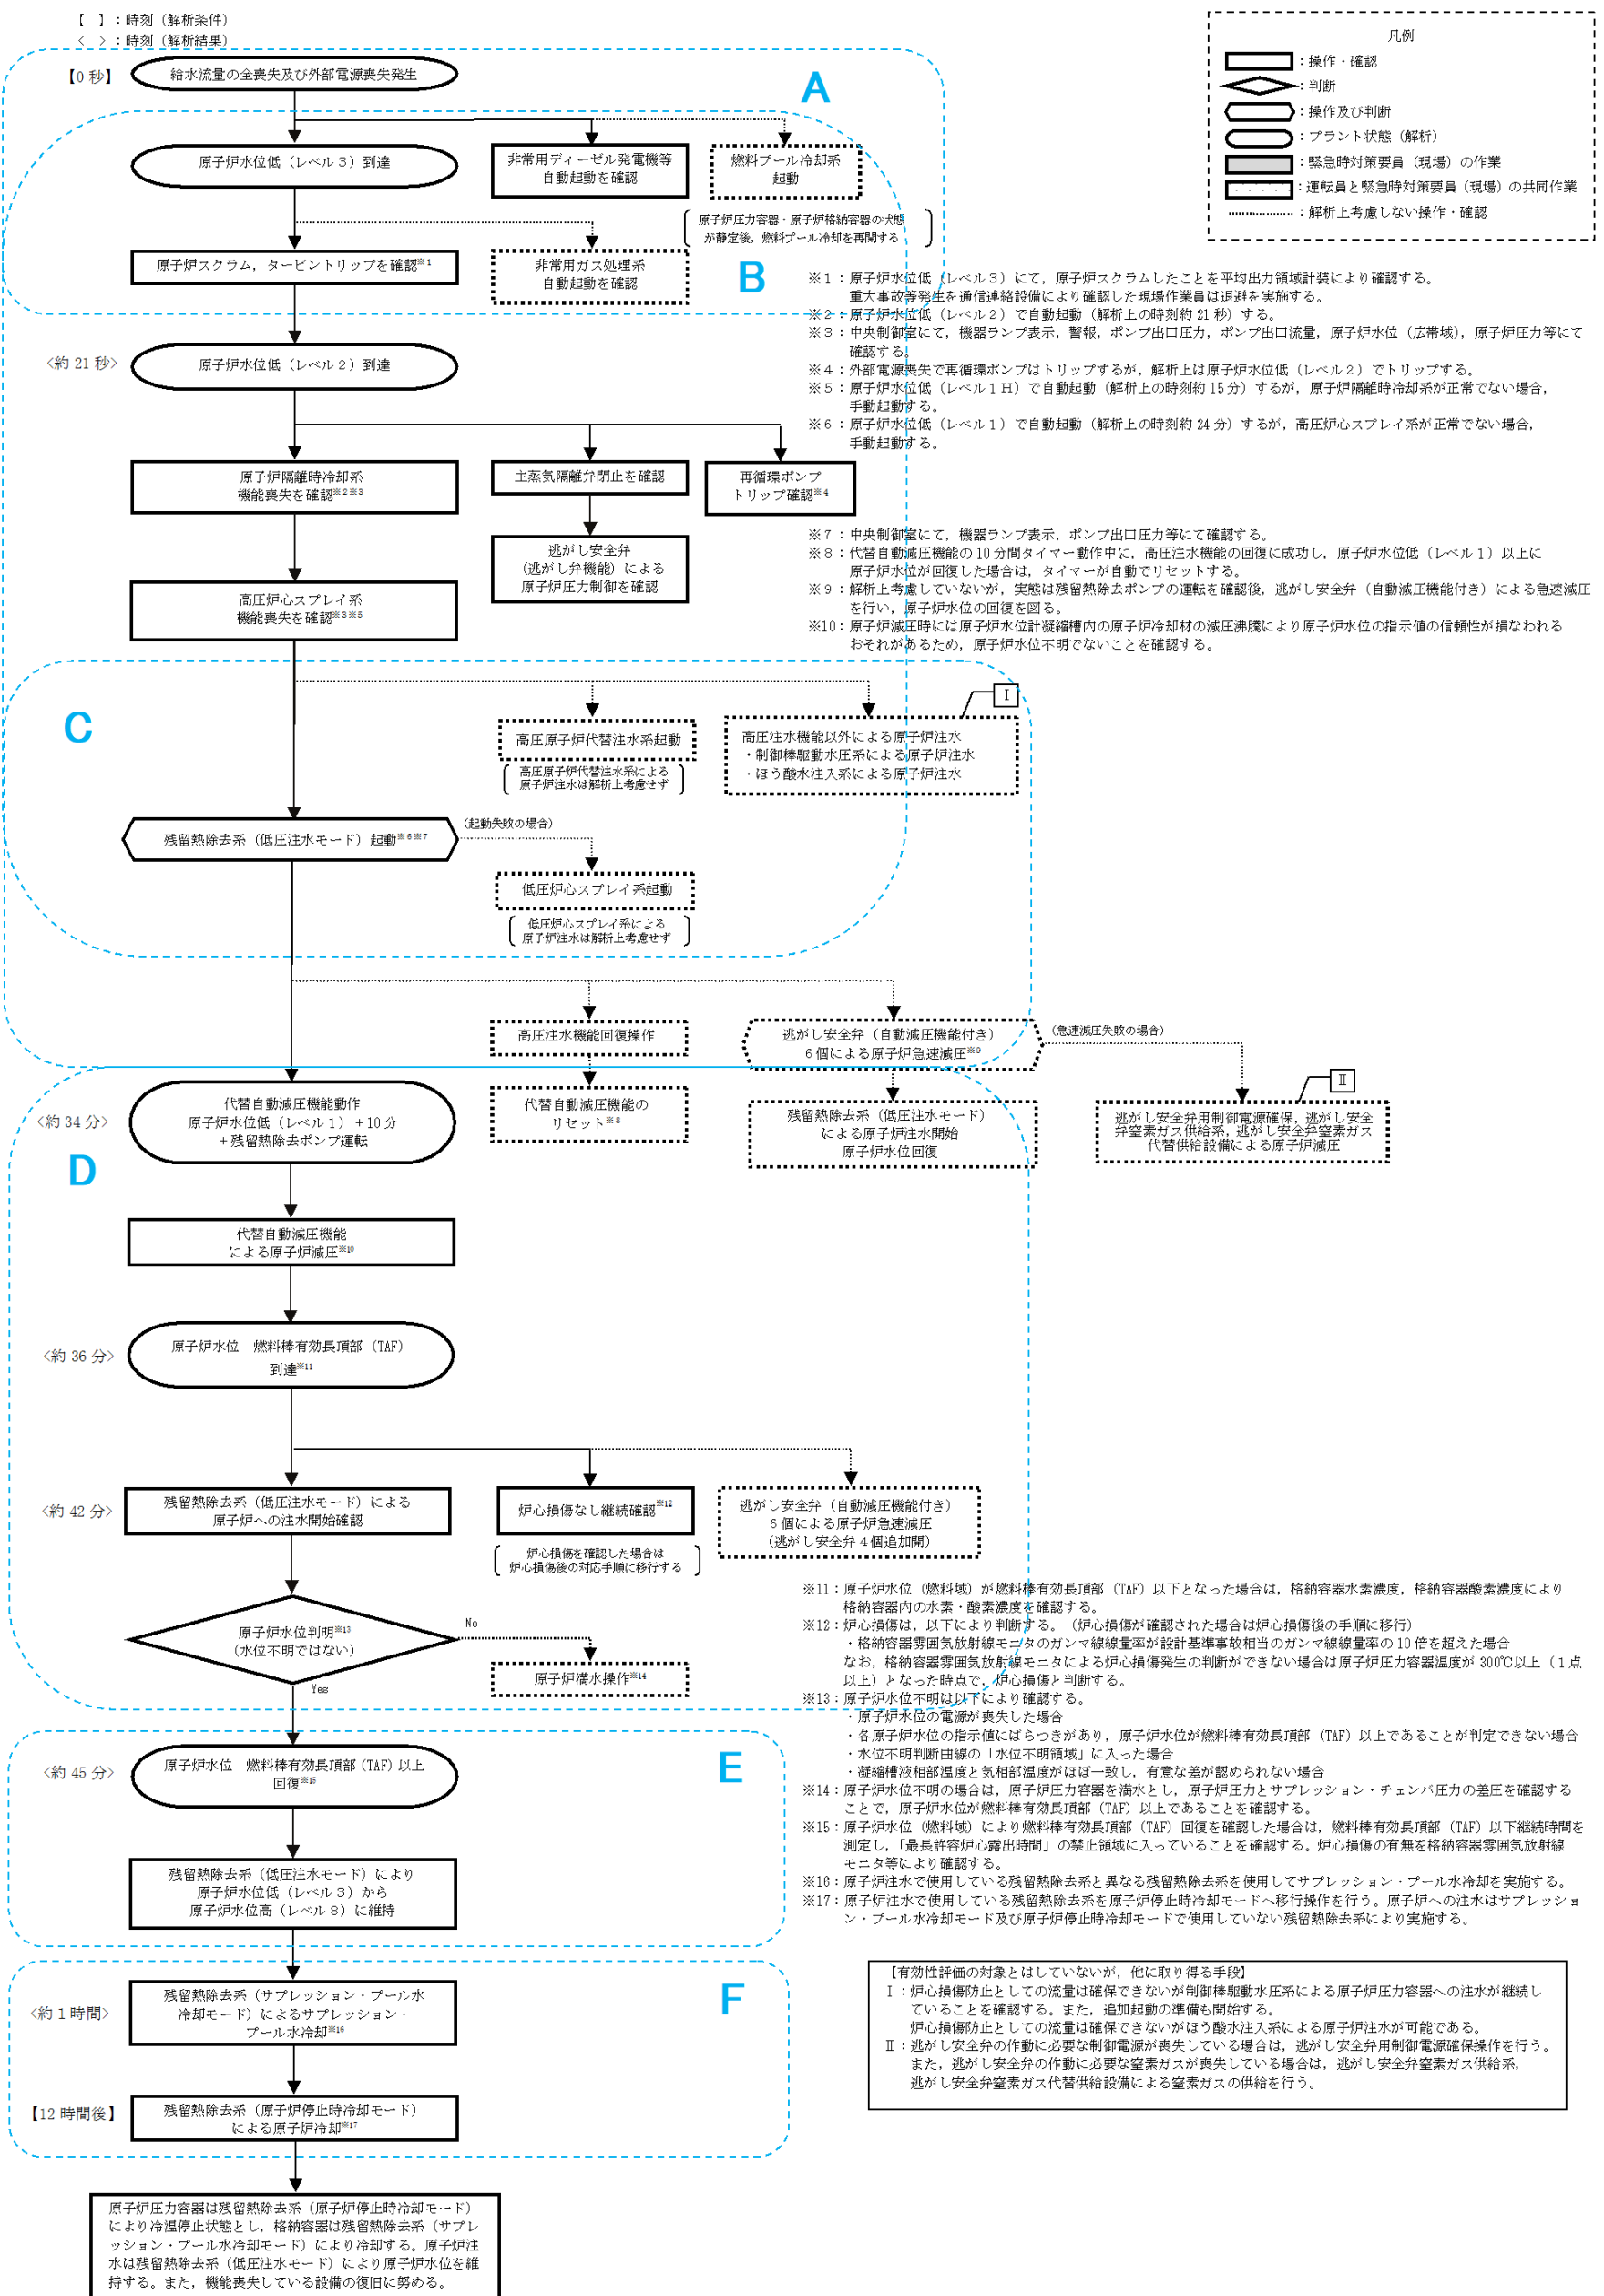 【　】：時刻（解析条件）
＜　＞：時刻（解析結果）
凡例
：操作・確認
：判断
：操作及び判断
：プラント状態（解析）
：緊急時対策要員（現場）の作業
：運転員と緊急時対策要員（現場）の共同作業
：解析上考慮しない操作・確認
【0 秒】
給水流量の全喪失及び外部電源喪失発生
A
原子炉水位低（レベル３）到達
非常用ディーゼル発電機等
自動起動を確認
燃料プール冷却系
起動
原子炉圧力容器・原子炉格納容器の状態
が静定後，燃料プール冷却を再開する
原子炉スクラム，タービントリップを確認※1
非常用ガス処理系
自動起動を確認
B
※１：原子炉水位低（レベル３）にて，原子炉スクラムしたことを平均出力領域計装により確認する。
重大事故等発生を通信連絡設備により確認した現場作業員は退避を実施する。
※２：原子炉水位低（レベル２）で自動起動（解析上の時刻約 21 秒）する。
※３：中央制御室にて，機器ランプ表示，警報，ポンプ出口圧力，ポンプ出口流量，原子炉水位（広帯域），原子炉圧力等にて
確認する。
※４：外部電源喪失で再循環ポンプはトリップするが，解析上は原子炉水位低（レベル２）でトリップする。
※５：原子炉水位低（レベル１Ｈ）で自動起動（解析上の時刻約 15 分）するが，原子炉隔離時冷却系が正常でない場合，
手動起動する。
※６：原子炉水位低（レベル１）で自動起動（解析上の時刻約 24 分）するが，高圧炉心スプレイ系が正常でない場合，
手動起動する。
＜約 21 秒＞
原子炉水位低（レベル２）到達
原子炉隔離時冷却系
機能喪失を確認※2※3
主蒸気隔離弁閉止を確認
再循環ポンプ
トリップ確認※4
逃がし安全弁
（逃がし弁機能）による
原子炉圧力制御を確認
高圧炉心スプレイ系
機能喪失を確認※3※5
※７：中央制御室にて，機器ランプ表示，ポンプ出口圧力等にて確認する。
※８：代替自動減圧機能の 10 分間タイマー動作中に，高圧注水機能の回復に成功し，原子炉水位低（レベル１）以上に
原子炉水位が回復した場合は，タイマーが自動でリセットする。
※９：解析上考慮していないが，実態は残留熱除去ポンプの運転を確認後，逃がし安全弁（自動減圧機能付き）による急速減圧
を行い，原子炉水位の回復を図る。
※10：原子炉減圧時には原子炉水位計凝縮槽内の原子炉冷却材の減圧沸騰により原子炉水位の指示値の信頼性が損なわれる
おそれがあるため，原子炉水位不明でないことを確認する。
C
高圧原子炉代替注水系起動
高圧原子炉代替注水系による
原子炉注水は解析上考慮せず
Ⅰ
高圧注水機能以外による原子炉注水
・制御棒駆動水圧系による原子炉注水
・ほう酸水注入系による原子炉注水
残留熱除去系（低圧注水モード）起動※6※7
（起動失敗の場合）
低圧炉心スプレイ系起動
低圧炉心スプレイ系による
原子炉注水は解析上考慮せず
高圧注水機能回復操作
逃がし安全弁（自動減圧機能付き）
6 個による原子炉急速減圧※9
（急速減圧失敗の場合）
＜約 34 分＞
代替自動減圧機能動作
原子炉水位低（レベル１）＋10 分
＋残留熱除去ポンプ運転
代替自動減圧機能の
リセット※8
残留熱除去系（低圧注水モード）
による原子炉注水開始
原子炉水位回復
Ⅱ
逃がし安全弁用制御電源確保，逃がし安全
弁窒素ガス供給系，逃がし安全弁窒素ガス
代替供給設備による原子炉減圧
D
代替自動減圧機能
による原子炉減圧※10
＜約 36 分＞
原子炉水位　燃料棒有効長頂部（TAF）
到達※11
＜約 42 分＞
残留熱除去系（低圧注水モード）による
原子炉への注水開始確認
炉心損傷なし継続確認※12
炉心損傷を確認した場合は
炉心損傷後の対応手順に移行する
逃がし安全弁（自動減圧機能付き）
6 個による原子炉急速減圧
（逃がし安全弁 4 個追加開）
原子炉水位判明※13
（水位不明ではない）
No
Yes
原子炉満水操作※14
※11：原子炉水位（燃料域）が燃料棒有効長頂部（TAF）以下となった場合は，格納容器水素濃度，格納容器酸素濃度により
格納容器内の水素・酸素濃度を確認する。
※12：炉心損傷は，以下により判断する。（炉心損傷が確認された場合は炉心損傷後の手順に移行）
・格納容器雰囲気放射線モニタのガンマ線線量率が設計基準事故相当のガンマ線線量率の 10 倍を超えた場合
なお，格納容器雰囲気放射線モニタによる炉心損傷発生の判断ができない場合は原子炉圧力容器温度が 300℃以上（１点
以上）となった時点で，炉心損傷と判断する。
※13：原子炉水位不明は以下により確認する。
・原子炉水位の電源が喪失した場合
・各原子炉水位の指示値にばらつきがあり，原子炉水位が燃料棒有効長頂部（TAF）以上であることが判定できない場合
・水位不明判断曲線の「水位不明領域」に入った場合
・凝縮槽液相部温度と気相部温度がほぼ一致し，有意な差が認められない場合
※14：原子炉水位不明の場合は，原子炉圧力容器を満水とし，原子炉圧力とサプレッション・チェンバ圧力の差圧を確認する
ことで，原子炉水位が燃料棒有効長頂部（TAF）以上であることを確認する。
※15：原子炉水位（燃料域）により燃料棒有効長頂部（TAF）回復を確認した場合は，燃料棒有効長頂部（TAF）以下継続時間を
測定し，「最長許容炉心露出時間」の禁止領域に入っていることを確認する。炉心損傷の有無を格納容器雰囲気放射線
モニタ等により確認する。
※16：原子炉注水で使用している残留熱除去系と異なる残留熱除去系を使用してサプレッション・プール水冷却を実施する。
※17：原子炉注水で使用している残留熱除去系を原子炉停止時冷却モードへ移行操作を行う。原子炉への注水はサプレッショ
ン・プール水冷却モード及び原子炉停止時冷却モードで使用していない残留熱除去系により実施する。
E
＜約 45 分＞
原子炉水位　燃料棒有効長頂部（TAF）以上
回復※15
残留熱除去系（低圧注水モード）により
原子炉水位低（レベル３）から
原子炉水位高（レベル８）に維持
F
＜約 1 時間＞
残留熱除去系（サプレッション・プール水
冷却モード）によるサプレッション・
プール水冷却※16
【12 時間後】
残留熱除去系（原子炉停止時冷却モード）
による原子炉冷却※17
【有効性評価の対象とはしていないが，他に取り得る手段】
Ⅰ：炉心損傷防止としての流量は確保できないが制御棒駆動水圧系による原子炉圧力容器への注水が継続し
ていることを確認する。また，追加起動の準備も開始する。
炉心損傷防止としての流量は確保できないがほう酸水注入系による原子炉注水が可能である。
Ⅱ：逃がし安全弁の作動に必要な制御電源が喪失している場合は，逃がし安全弁用制御電源確保操作を行う。
また，逃がし安全弁の作動に必要な窒素ガスが喪失している場合は，逃がし安全弁窒素ガス供給系，
逃がし安全弁窒素ガス代替供給設備による窒素ガスの供給を行う。
原子炉圧力容器は残留熱除去系（原子炉停止時冷却モード）
により冷温停止状態とし，格納容器は残留熱除去系（サプレ
ッション・プール水冷却モード）により冷却する。原子炉注
水は残留熱除去系（低圧注水モード）により原子炉水位を維
持する。また，機能喪失している設備の復旧に努める。